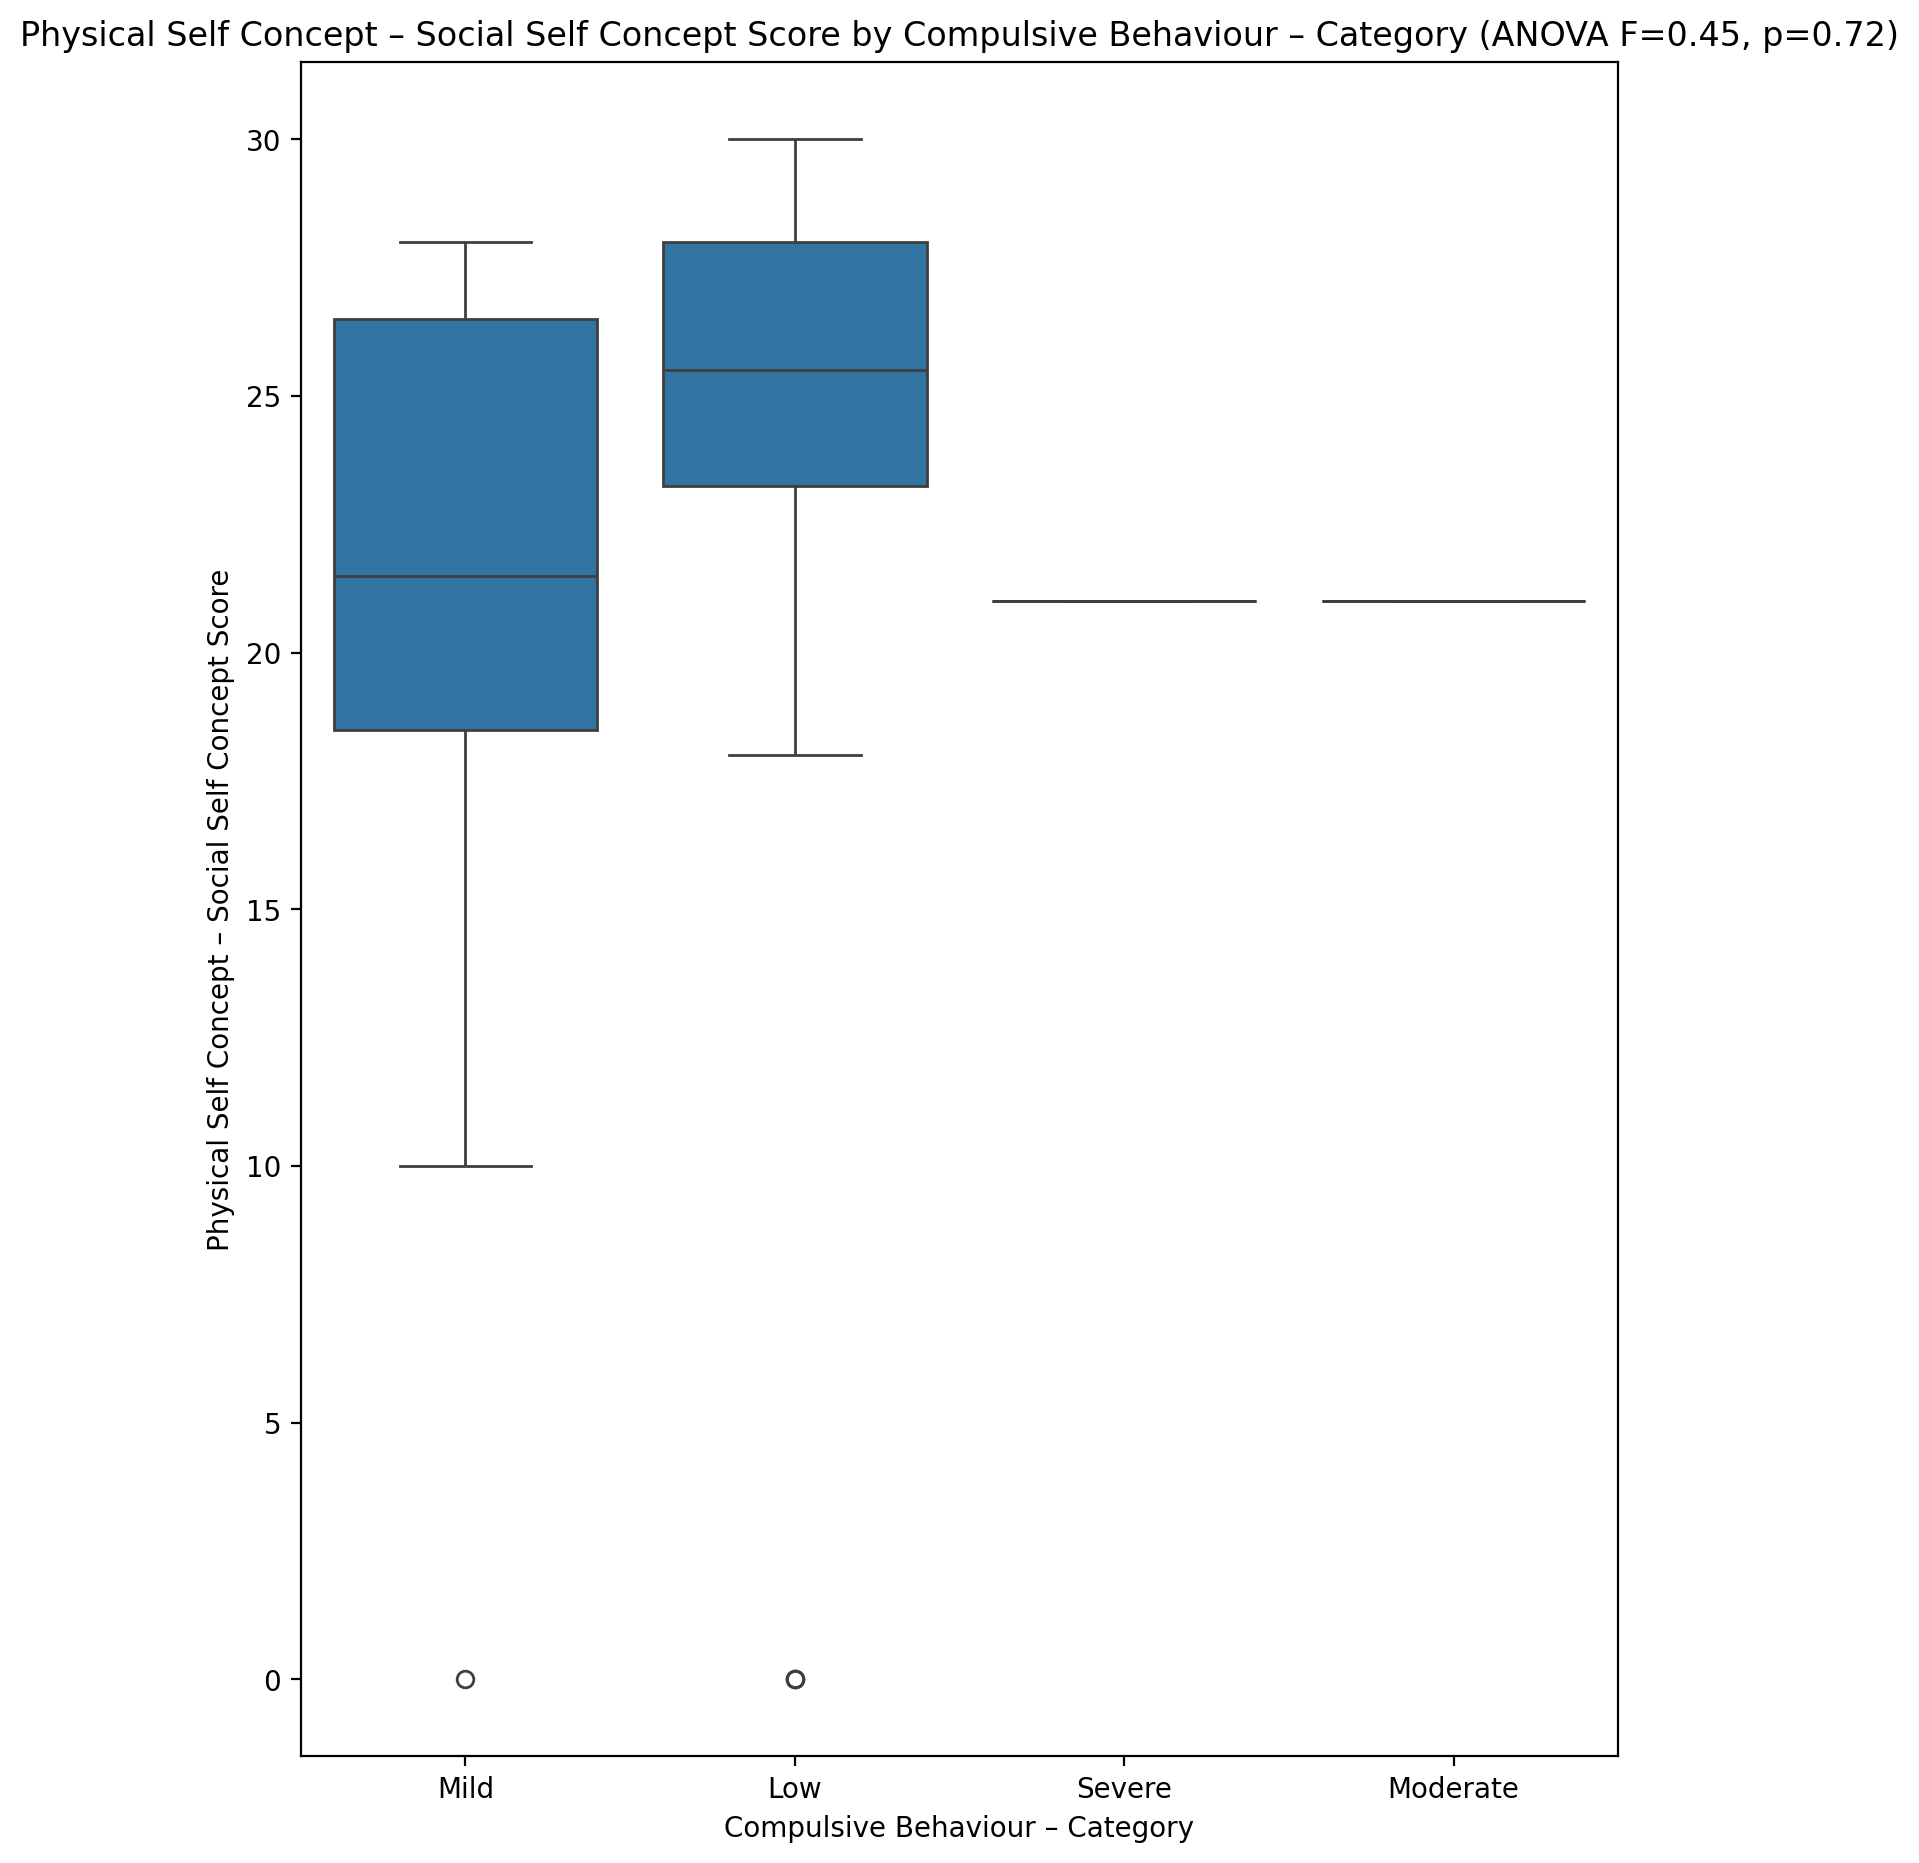 Physical Self Concept – Social Self Concept Score by Compulsive Behaviour – Category (ANOVA F=0.45, p=0.72)
Physical Self Concept – Social Self Concept Score
30
25
20
15
10
5
0
Mild
Low
Severe
Moderate
Compulsive Behaviour – Category